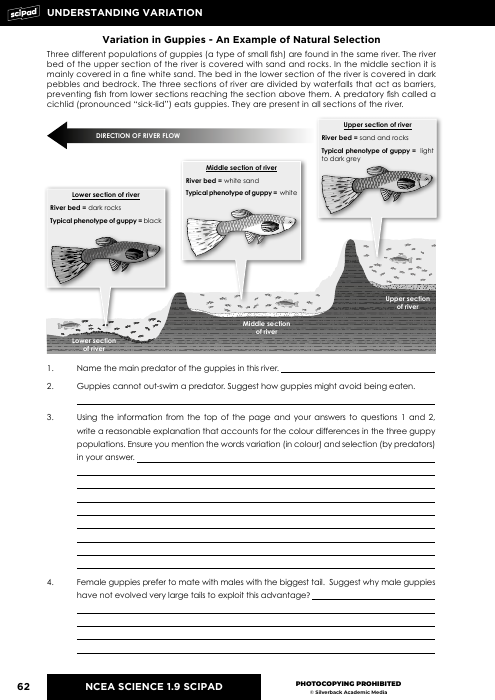 scipad UNDERSTANDING VARIATION
Variation in Guppies - An Example of Natural Selection
Three different populations of guppies (a type of small fish) are found in the same river. The river
bed of the upper section of the river is covered with sand and rocks. In the middle section it is
mainly covered in a fine white sand. The bed in the lower section of the river is covered in dark
pebbles and bedrock. The three sections of river are divided by waterfalls that act as barriers,
preventing fish from lower sections reaching the section above them. A predatory fish called a
cichlid (pronounced "sick-lid") eats guppies. They are present in all sections of the river.
DIRECTION OF RIVER FLOW
Upper section of river
River bed = sand and rocks
Typical phenotype of guppy = light
to dark grey
Middle section of river
River bed = white sand
Typical phenotype of guppy = white
Lower section of river
River bed = dark rocks
Typical phenotype of guppy = black
Upper section
of river
Middle section
of river
Lower section
of river
1. Name the main predator of the guppies in this river.
2. Guppies cannot out-swim a predator. Suggest how guppies might avoid being eaten.
3. Using the information from the top of the page and your answers to questions 1 and 2,
write a reasonable explanation that accounts for the colour differences in the three guppy
populations. Ensure you mention the words variation (in colour) and selection (by predators)
in your answer.
4. Female guppies prefer to mate with males with the biggest tail. Suggest why male guppies
have not evolved very large tails to exploit this advantage?
62 NCEA SCIENCE 1.9 SCIPAD PHOTOCOPYING PROHIBITED
© Silverback Academic Media